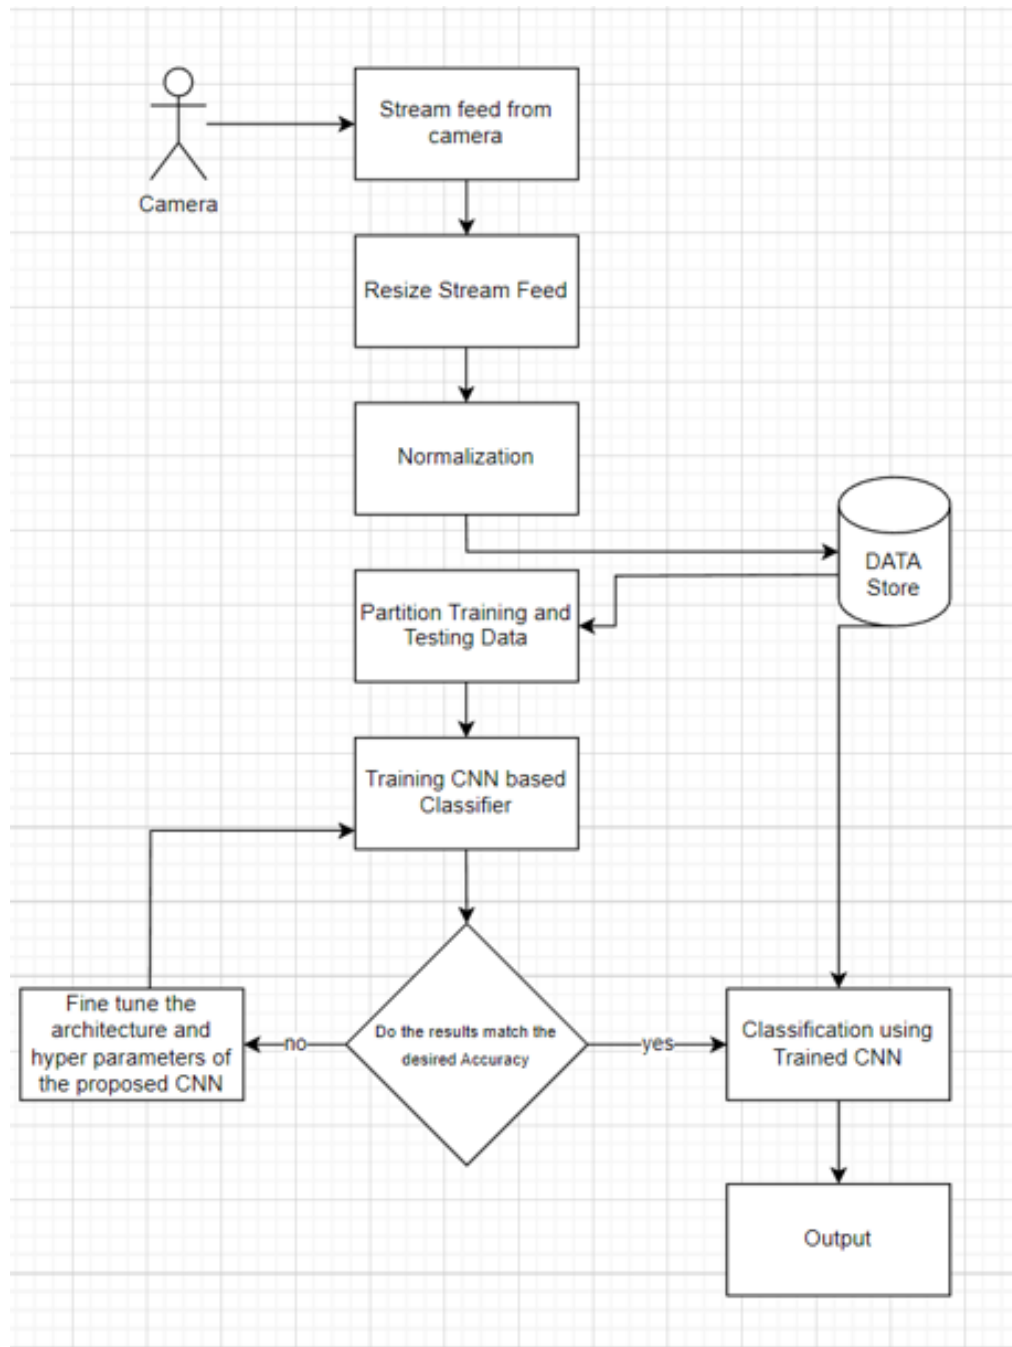 Stream feed from
camera
Camera
Resize Stream Feed
Normalization
DATA
Store
Partition Training and
Testing Data
Training CNN based
Classifier
Fine tune the
architecture and
hyper parameters of
the proposed CNN
no
Do the results match the
desired Accuracy
yes
Classification using
Trained CNN
Output